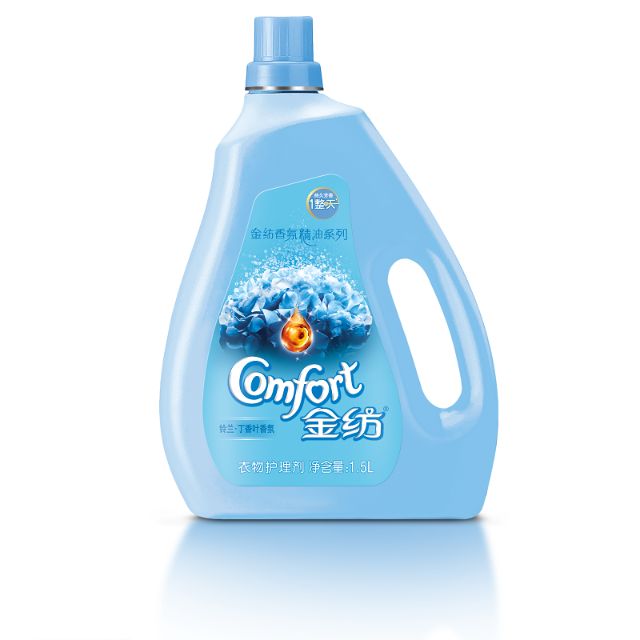 持久芳香
1整天
金纺香氛精油系列
Comfort
金纺®
铃兰·丁香叶香氛
衣物护理剂 净含量:1.5L